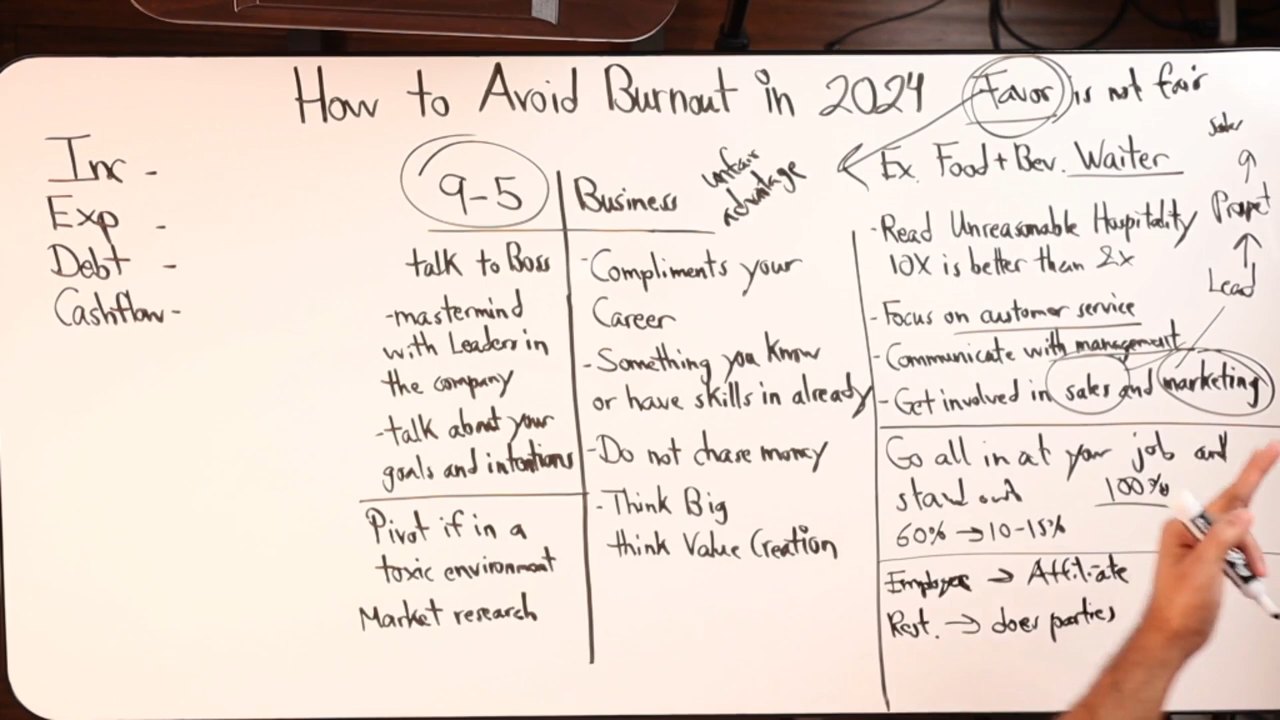 How to Avoid Burnout in 2024
Favor is not fair
Inc -
Exp -
Debt -
Cashflow -
9-5
talk to Boss
-mastermind
with Leaders in
the company
-talk about your
goals and intentions
Pivot if in a
toxic environment
Market research
Business
unfair
advantage
-Compliments your
Career
-Something you know
or have skills in already
-Do not chase money
-Think Big
think Value Creation
Ex. Food + Bev. Waiter
-Read Unreasonable Hospitality
10X is better than 2x
-Focus on customer service
-Communicate with management
-Get involved in sales and marketing
Sales
Lead
Go all in at your job and
stand out 100%
60% → 10-15%
Employee → Affiliate
Rest. → does parties